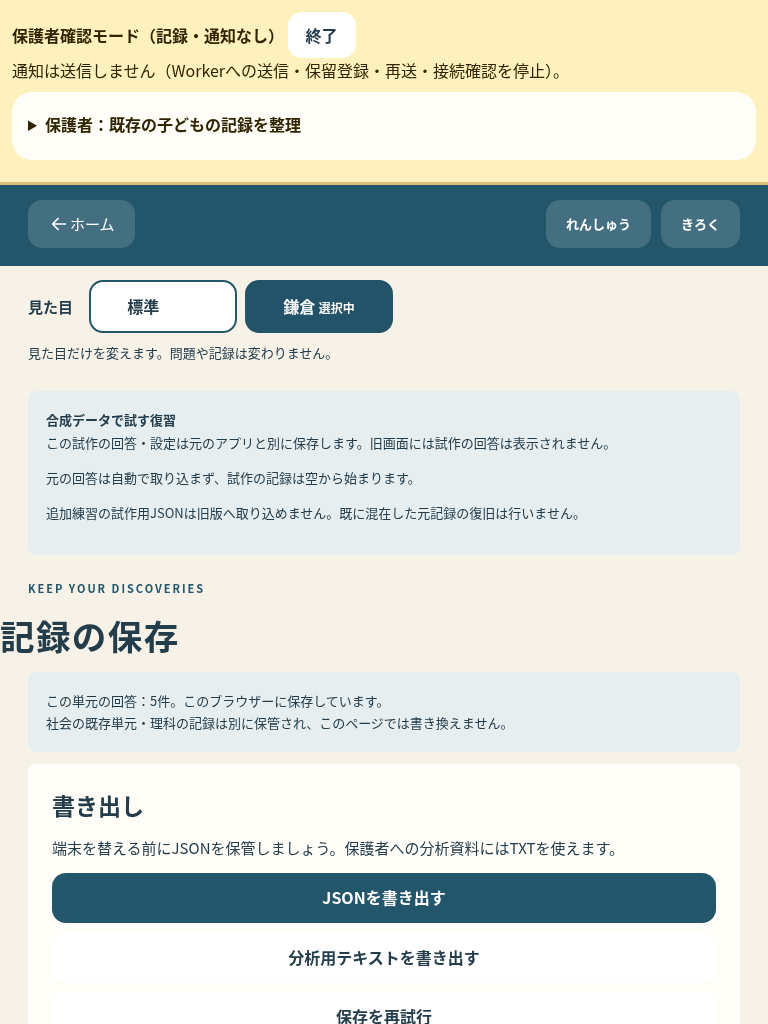 保護者確認モード（記録・通知なし） 終了
通知は送信しません（Workerへの送信・保留登録・再送・接続確認を停止）。
▶ 保護者：既存の子どもの記録を整理
← ホーム れんしゅう きろく
見た目 標準 鎌倉 選択中
見た目だけを変えます。問題や記録は変わりません。
合成データで試す復習
この試作の回答・設定は元のアプリと別に保存します。旧画面には試作の回答は表示されません。
元の回答は自動で取り込まず、試作の記録は空から始まります。
追加練習の試作用JSONは旧版へ取り込めません。既に混在した元記録の復旧は行いません。
KEEP YOUR DISCOVERIES
記録の保存
この単元の回答：5件。このブラウザーに保存しています。
社会の既存単元・理科の記録は別に保管され、このページでは書き換えません。
書き出し
端末を替える前にJSONを保管しましょう。保護者への分析資料にはTXTを使えます。
JSONを書き出す
分析用テキストを書き出す
保存を再試行